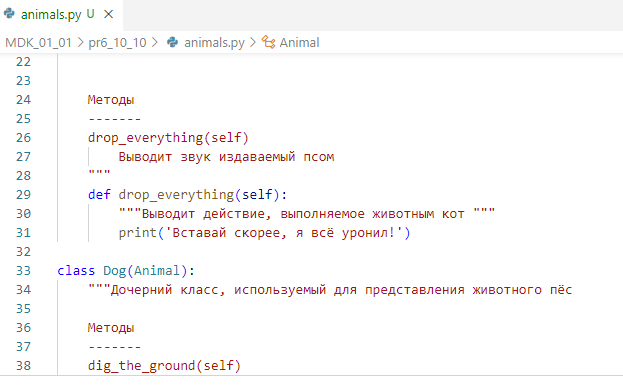 animals.py U ×
MDK_01_01 > pr6_10_10 > animals.py > Animal
22
23
24 Методы
25 -------
26 drop_everything(self)
27 Выводит звук издаваемый псом
28 """
29 def drop_everything(self):
30 """Выводит действие, выполняемое животным кот """
31 print('Вставай скорее, я всё уронил!')
32
33 class Dog(Animal):
34 """Дочерний класс, используемый для представления животного пёс
35
36 Методы
37 -------
38 dig_the_ground(self)